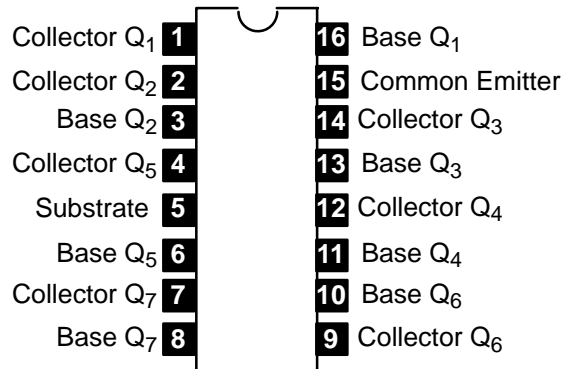 Collector Q1 1 16 Base Q1
Collector Q2 2 15 Common Emitter
Base Q2 3 14 Collector Q3
Collector Q5 4 13 Base Q3
Substrate 5 12 Collector Q4
Base Q5 6 11 Base Q4
Collector Q7 7 10 Base Q6
Base Q7 8 9 Collector Q6